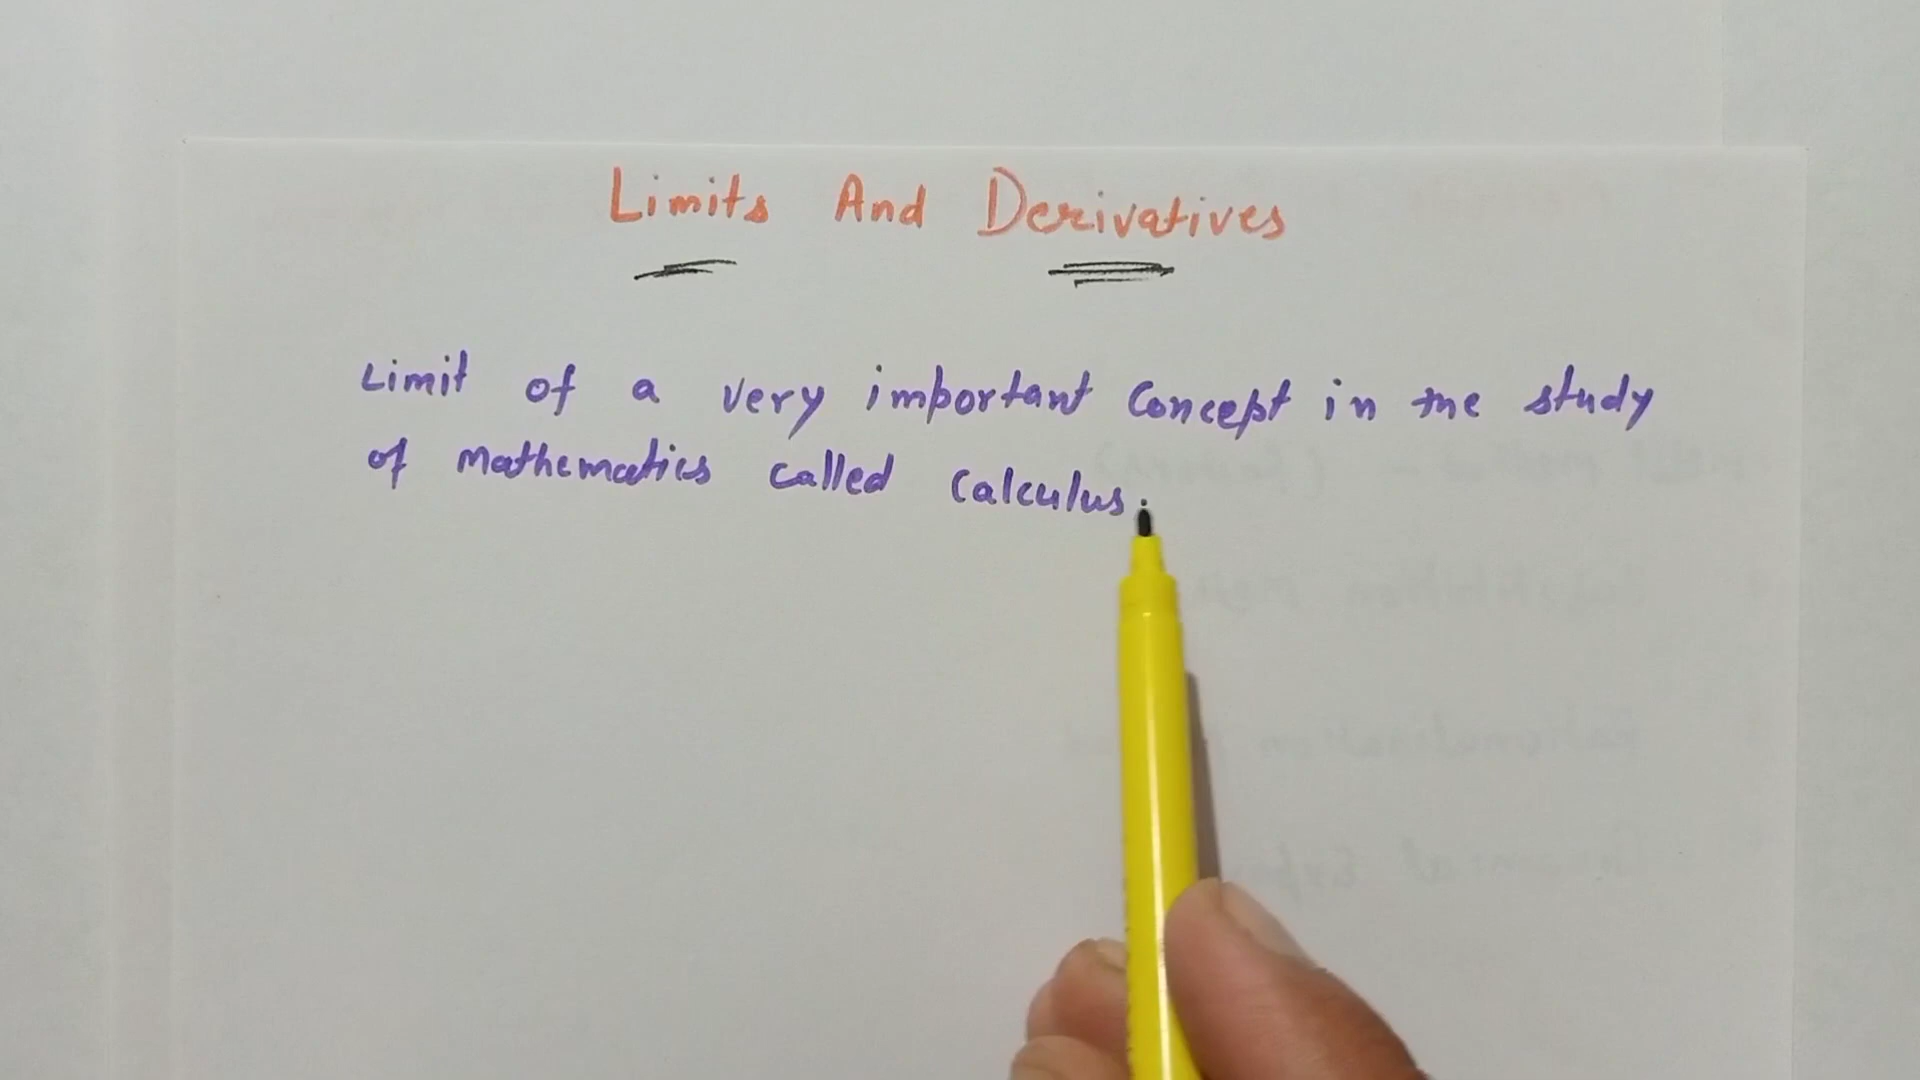 Limits And Derivatives
Limit of a very important concept in the study
of mathematics called calculus.